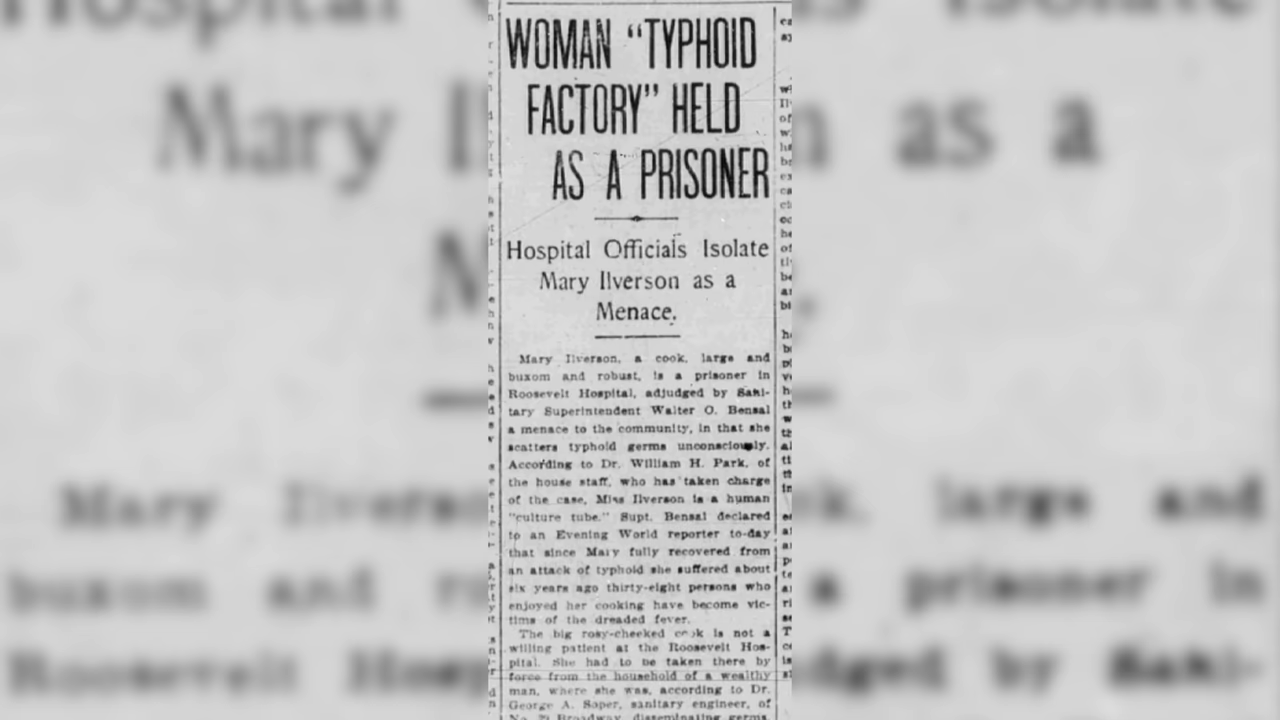 WOMAN “TYPHOID
FACTORY” HELD
AS A PRISONER
Hospital Officials Isolate
Mary Ilverson as a
Menace.
Mary Ilverson, a cook, large and
buxom and robust, is a prisoner in
Roosevelt Hospital, adjudged by Sani-
tary Superintendent Walter O. Bensal
a menace to the community, in that she
scatters typhoid germs unconsciously.
According to Dr. William H. Park, of
the house staff, who has taken charge
of the case, Miss Ilverson is a human
“culture tube.” Supt. Bensal declared
to an Evening World reporter to-day
that since Mary fully recovered from
an attack of typhoid she suffered about
six years ago thirty-eight persons who
enjoyed her cooking have become vic-
tims of the dreaded fever.
The big rosy-cheeked cook is not a
willing patient at the Roosevelt Hos-
pital. She had to be taken there by
force from the household of a wealthy
man, where she was, according to Dr.
George A. Soper, sanitary engineer, of
No. 29 Broadway, disseminating germs.